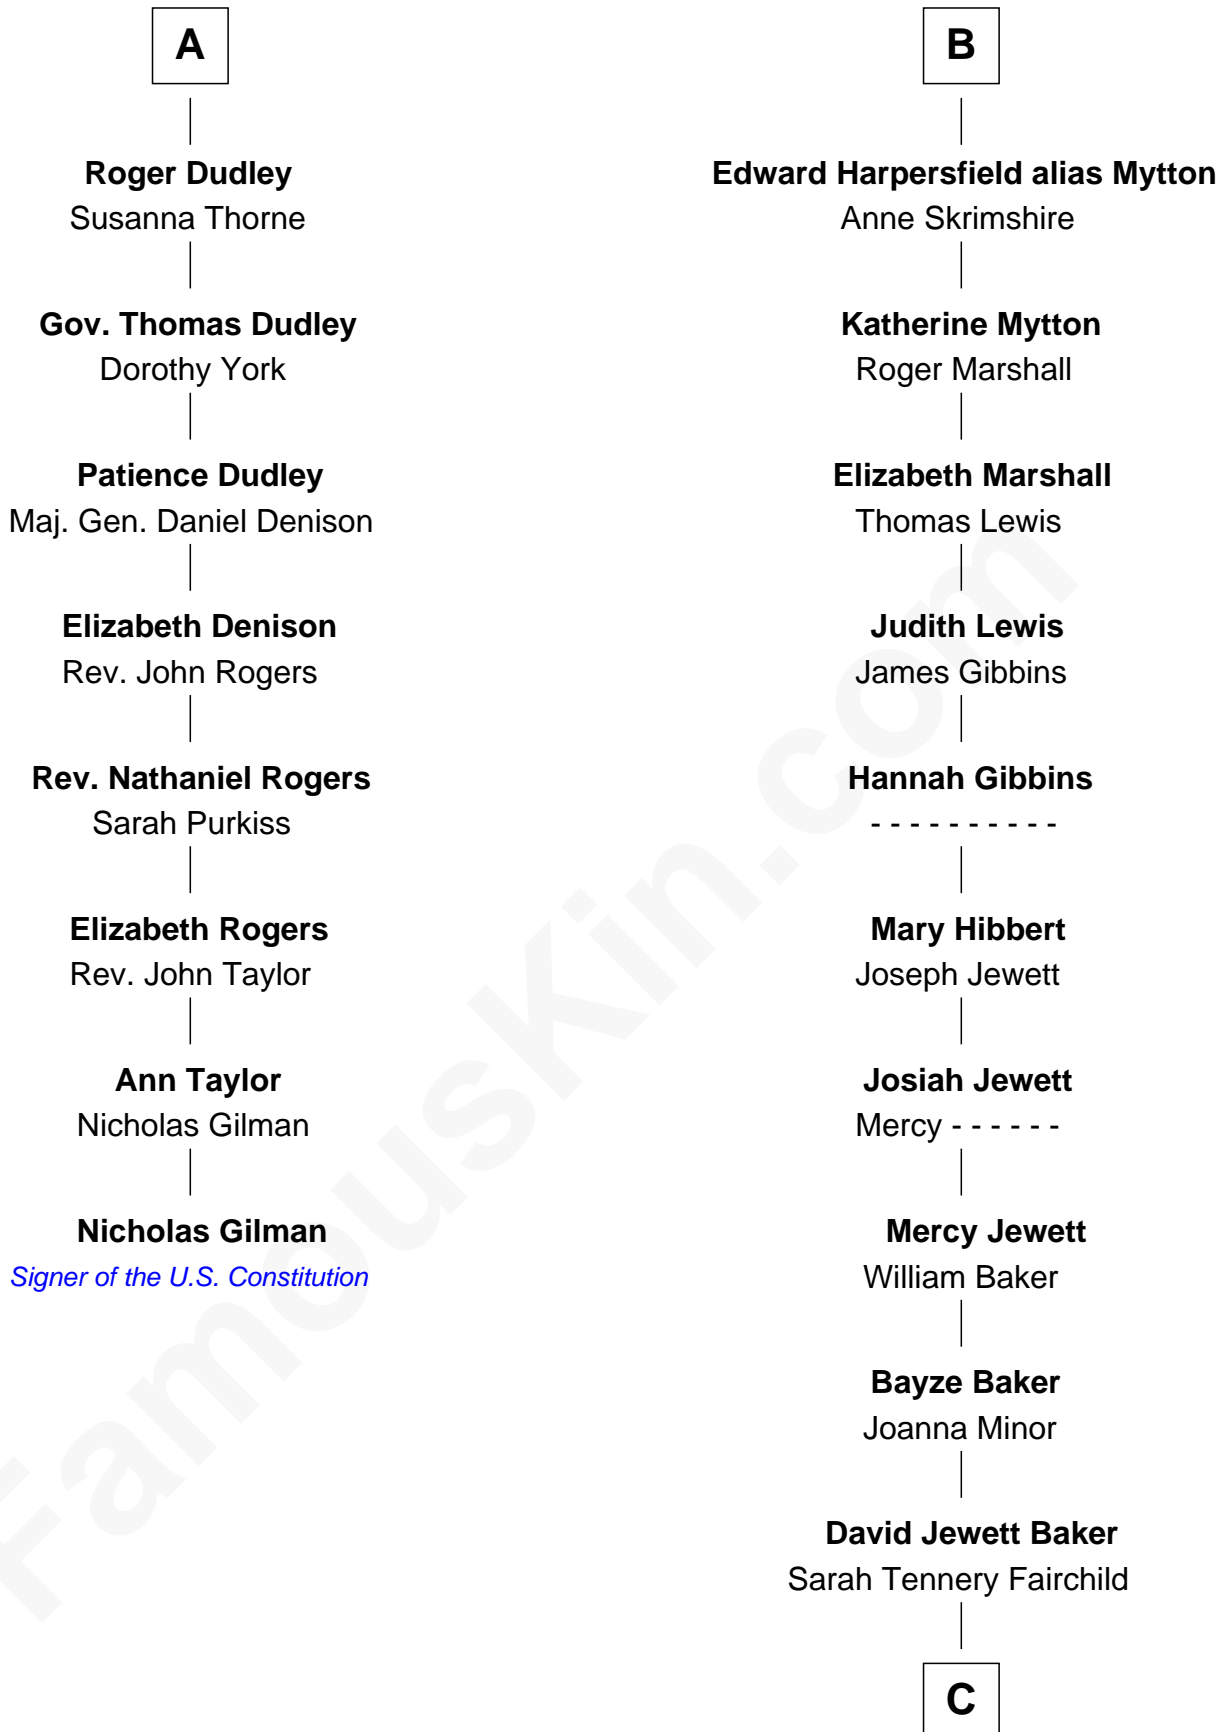 A
Roger Dudley
Susanna Thorne
Gov. Thomas Dudley
Dorothy York
Patience Dudley
Maj. Gen. Daniel Denison
Elizabeth Denison
Rev. John Rogers
Rev. Nathaniel Rogers
Sarah Purkiss
Elizabeth Rogers
Rev. John Taylor
Ann Taylor
Nicholas Gilman
Nicholas Gilman
Signer of the U.S. Constitution
B
Edward Harpersfield alias Mytton
Anne Skrimshire
Katherine Mytton
Roger Marshall
Elizabeth Marshall
Thomas Lewis
Judith Lewis
James Gibbins
Hannah Gibbins
- - - - - - - - - -
Mary Hibbert
Joseph Jewett
Josiah Jewett
Mercy - - - - - -
Mercy Jewett
William Baker
Bayze Baker
Joanna Minor
David Jewett Baker
Sarah Tennery Fairchild
C
FamousKin.com